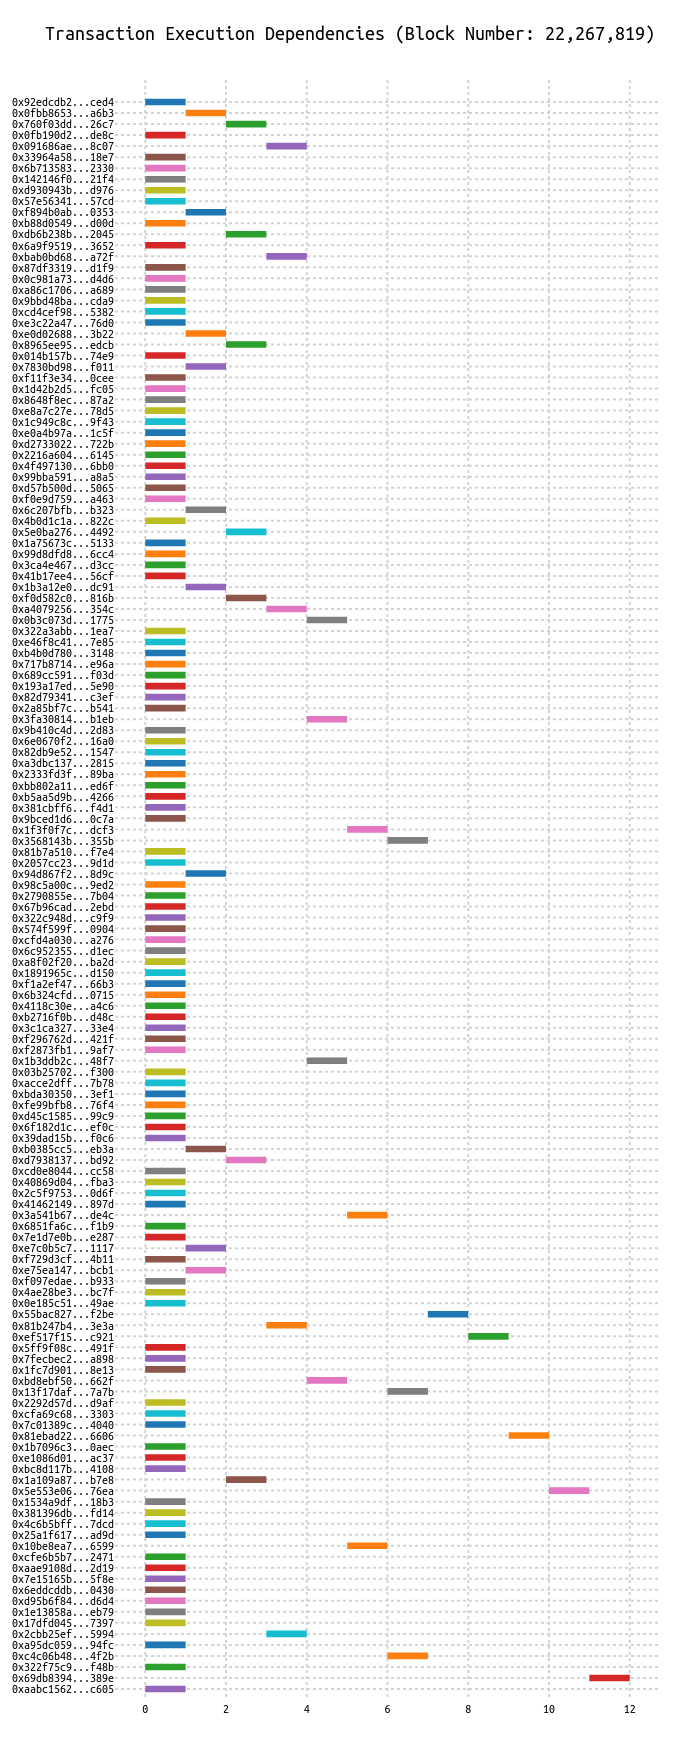 Transaction Execution Dependencies (Block Number: 22,267,819)
0x92edcdb2...ced4
0x0fbb8653...a6b3
0x760f03dd...26c7
0x0fb190d2...de8c
0x091686ae...8c07
0x33964a58...18e7
0x6b713583...2330
0x142146f0...21f4
0xd930943b...d976
0x57e56341...57cd
0xf894b0ab...0353
0xb88d0549...d00d
0xdb6b238b...2045
0x6a9f9519...3652
0xbab0bd68...a72f
0x87df3319...d1f9
0x0c981a73...d4d6
0xa86c1706...a689
0x9bbd48ba...cda9
0xcd4cef98...5382
0xe3c22a47...76d0
0xe0d02688...3b22
0x8965ee95...edcb
0x014b157b...74e9
0x7830bd98...f011
0xf11f3e34...0cee
0x1d42b2d5...fc05
0x8648f8ec...87a2
0xe8a7c27e...78d5
0x1c949c8c...9f43
0xe0a4b97a...1c5f
0xd2733022...722b
0x2216a604...6145
0x4f497130...6bb0
0x99bba591...a8a5
0xd57b500d...5065
0xf0e9d759...a463
0x6c207bfb...b323
0x4b0d1c1a...822c
0x5e0ba276...4492
0x1a75673c...5133
0x99d8dfd8...6cc4
0x3ca4e467...d3cc
0x41b17ee4...56cf
0x1b3a12e0...dc91
0xf0d582c0...816b
0xa4079256...354c
0x0b3c073d...1775
0x322a3abb...1ea7
0xe46f8c41...7e85
0xb4b0d780...3148
0x717b8714...e96a
0x689cc591...f03d
0x193a17ed...5e90
0x82d79341...c3ef
0x2a85bf7c...b541
0x3fa30814...b1eb
0x9b410c4d...2d83
0x6e0670f2...16a0
0x82db9e52...1547
0xa3dbc137...2815
0x2333fd3f...89ba
0xbb802a11...ed6f
0xb5aa5d9b...4266
0x381cbff6...f4d1
0x9bced1d6...0c7a
0x1f3f0f7c...dcf3
0x3568143b...355b
0x81b7a510...f7e4
0x2057cc23...9d1d
0x94d867f2...8d9c
0x98c5a00c...9ed2
0x2790855e...7b04
0x67b96cad...2ebd
0x322c948d...c9f9
0x574f599f...0904
0xcfd4a030...a276
0x6c952355...d1ec
0xa8f02f20...ba2d
0x1891965c...d150
0xf1a2ef47...66b3
0x6b324cfd...0715
0x4118c30e...a4c6
0xb2716f0b...d48c
0x3c1ca327...33e4
0xf296762d...421f
0xf2873fb1...9af7
0x1b3ddb2c...48f7
0x03b25702...f300
0xacce2dff...7b78
0xbda30350...3ef1
0xfe99bfb8...76f4
0xd45c1585...99c9
0x6f182d1c...ef0c
0x39dad15b...f0c6
0xb0385cc5...eb3a
0xd7938137...bd92
0xcd0e8044...cc58
0x40869d04...fba3
0x2c5f9753...0d6f
0x41462149...897d
0x3a541b67...de4c
0x6851fa6c...f1b9
0x7e1d7e0b...e287
0xe7c0b5c7...1117
0xf729d3cf...4b11
0xe75ea147...bcb1
0xf097edae...b933
0x4ae28be3...bc7f
0x0e185c51...49ae
0x55bac827...f2be
0x81b247b4...3e3a
0xef517f15...c921
0x5ff9f08c...491f
0x7fecbec2...a898
0x1fc7d901...8e13
0xbd8ebf50...662f
0x13f17daf...7a7b
0x2292d57d...d9af
0xcfa69c68...3303
0x7c01389c...4040
0x81ebad22...6606
0x1b7096c3...0aec
0xe1086d01...ac37
0xbc8d117b...4108
0x1a109a87...b7e8
0x5e553e06...76ea
0x1534a9df...18b3
0x381396db...fd14
0x4c6b5bff...7dcd
0x25a1f617...ad9d
0x10be8ea7...6599
0xcfe6b5b7...2471
0xaae9108d...2d19
0x7e15165b...5f8e
0x6eddcddb...0430
0xd95b6f84...d6d4
0x1e13858a...eb79
0x17dfd045...7397
0x2cbb25ef...5994
0xa95dc059...94fc
0xc4c06b48...4f2b
0x322f75c9...f48b
0x69db8394...389e
0xaabc1562...c605
0 2 4 6 8 10 12